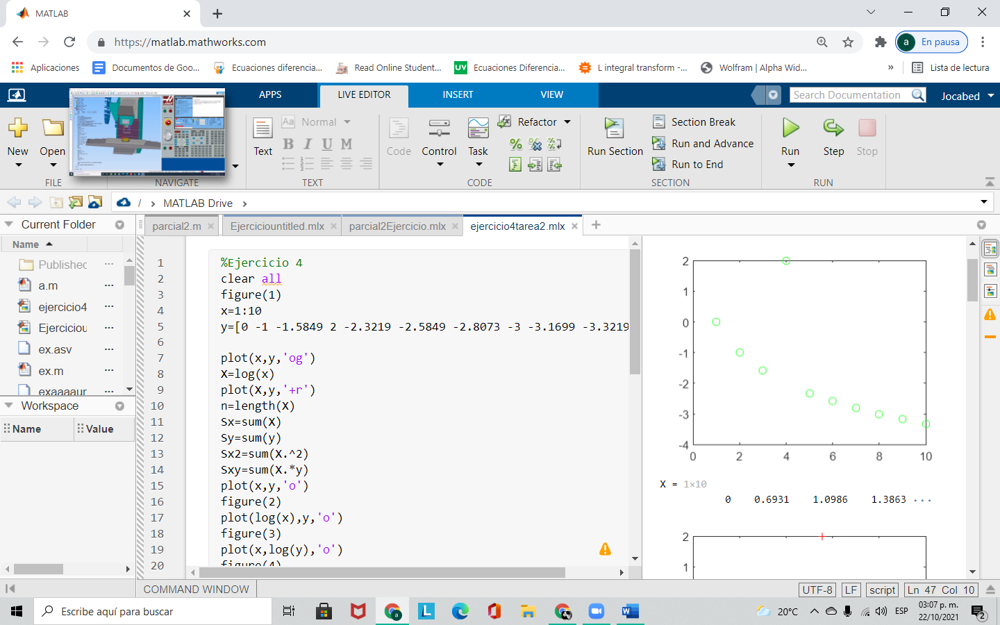 MATLAB
https://matlab.mathworks.com
a
En pausa
Aplicaciones
Documentos de Goo...
Ecuaciones diferencia...
Read Online Student...
UV
Ecuaciones Diferencia...
L integral transform -...
Wolfram | Alpha Wid...
»
Lista de lectura
APPS
LIVE EDITOR
INSERT
VIEW
Search Documentation
Jocabed
New
Open
FILE
NAVIGATE
Text
Aa Normal
B I U M
TEXT
Code
Control
Task
Refactor
CODE
Run Section
Section Break
Run and Advance
Run to End
SECTION
Run
Step
Stop
RUN
/ › MATLAB Drive ›
Current Folder
Name
Published
a.m
ejercicio4
Ejerciciou
ex.asv
ex.m
exaaaaur
Workspace
Name
Value
parcial2.m
Ejerciciountitled.mlx
parcial2Ejercicio.mlx
ejercicio4tarea2.mlx
1 %Ejercicio 4
2 clear all
3 figure(1)
4 x=1:10
5 y=[0 -1 -1.5849 2 -2.3219 -2.5849 -2.8073 -3 -3.1699 -3.3219
6
7 plot(x,y,'og')
8 X=log(x)
9 plot(X,y,'+r')
10 n=length(X)
11 Sx=sum(X)
12 Sy=sum(y)
13 Sx2=sum(X.^2)
14 Sxy=sum(X.*y)
15 plot(x,y,'o')
16 figure(2)
17 plot(log(x),y,'o')
18 figure(3)
19 plot(x,log(y),'o')
20 figure(4)
2
1
0
-1
-2
-3
-4
0 2 4 6 8 10
X = 1×10
0 0.6931 1.0986 1.3863 ...
2
1
COMMAND WINDOW
UTF-8
LF
script
Ln 47 Col 10
Escribe aquí para buscar
L
a
W
20°C
ESP
03:07 p. m.
22/10/2021
2